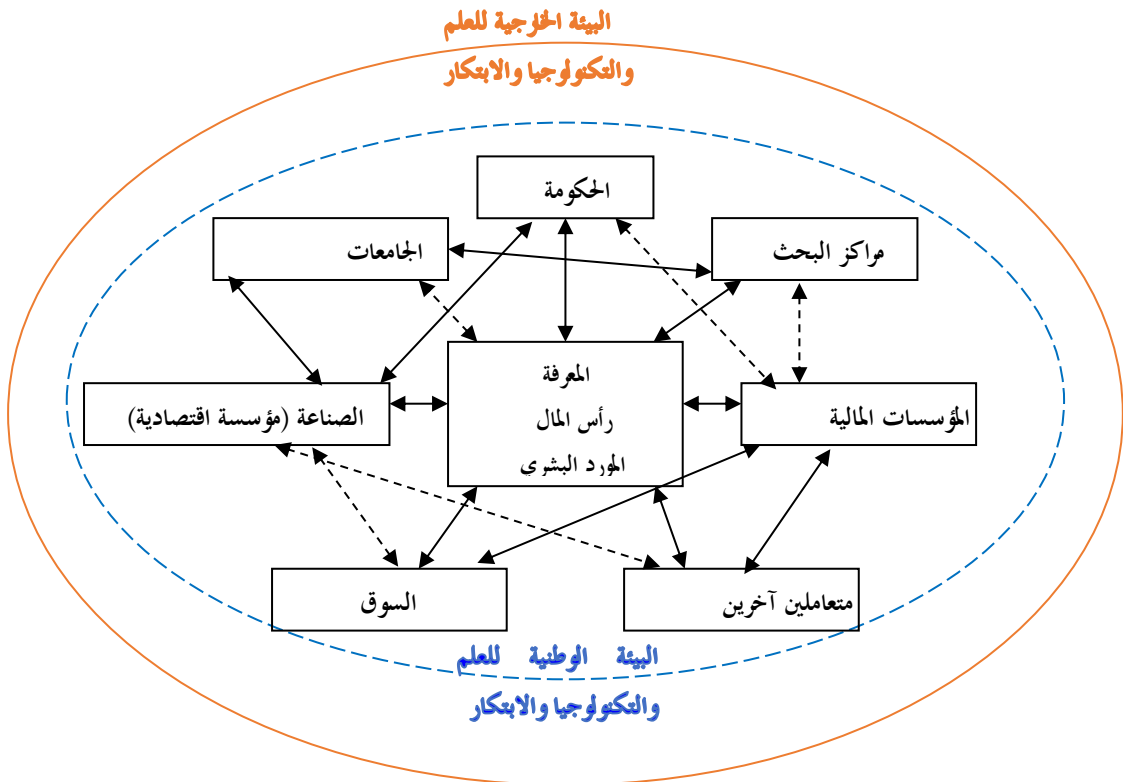 البيئة الخارجية للعلم
والتكنولوجيا والابتكار
الحكومة
مراكز البحث
الجامعات
المعرفة
رأس المال
المورد البشري
المؤسسات المالية
الصناعة (مؤسسة اقتصادية)
متعاملين آخرين
السوق
البيئة الوطنية للعلم
والتكنولوجيا والابتكار